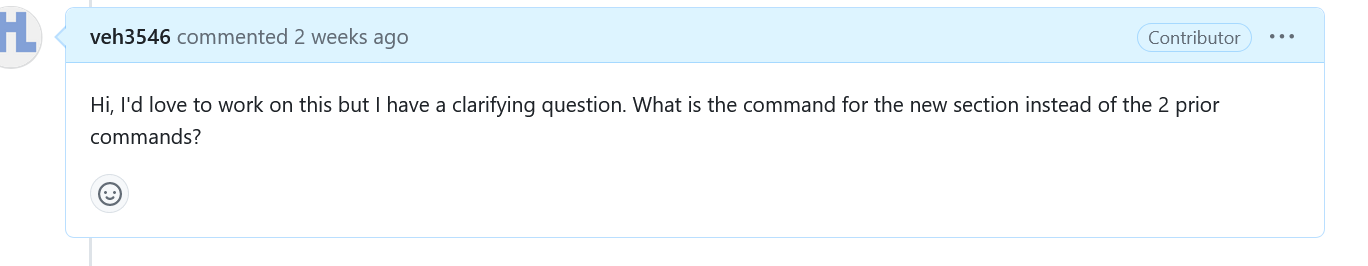 HL
veh3546 commented 2 weeks ago Contributor
Hi, I'd love to work on this but I have a clarifying question. What is the command for the new section instead of the 2 prior
commands?